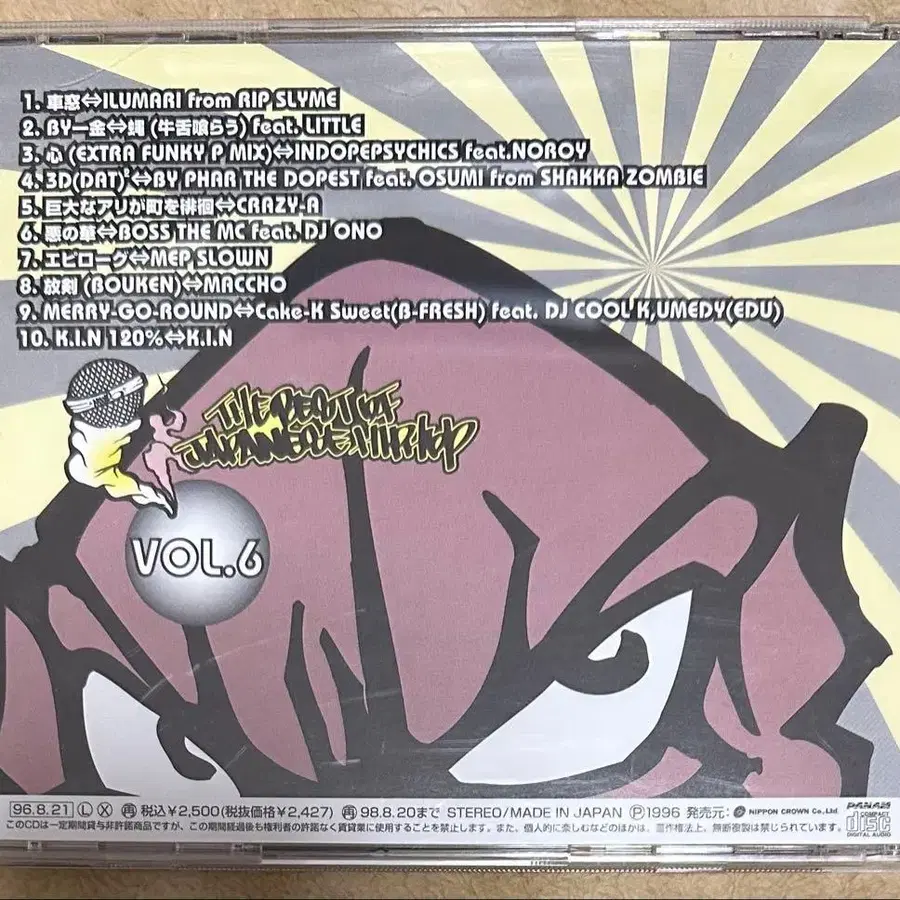 1. 車窓⇔ILUMARI from RIP SLYME
2. BY一金⇔蠅 (牛舌喰らう) feat. LITTLE
3. 心 (EXTRA FUNKY P MIX)⇔INDOPEPSYCHICS feat.NOROY
4. 3D(DAT)²⇔BY PHAR THE DOPEST feat. OSUMI from SHAKKA ZOMBIE
5. 巨大なアリが町を徘徊⇔CRAZY-A
6. 悪の華⇔BOSS THE MC feat. DJ ONO
7. エピローグ⇔MEP SLOWN
8. 放剣 (BOUKEN)⇔MACCHO
9. MERRY-GO-ROUND⇔Cake-K Sweet(B-FRESH) feat. DJ COOL'K,UMEDY(EDU)
10. K.I.N 120%⇔K.I.N
THE BEST OF
JAPANESE HIP HOP
VOL.6
96.8.21 L X 再 税込¥2,500(税抜価格¥2,427) 再 98.8.20まで STEREO/MADE IN JAPAN ℗1996 発売元: NIPPON CROWN Co.,Ltd. PANAM
このCDは一定期間貸与非許諾商品ですが、この期間経過後も権利者の許諾なく賃貸業に使用することを禁止します。また、個人的に楽しむなどのほかは、著作権法上、無断複製は禁じられています。
COMPACT
disc
DIGITAL AUDIO